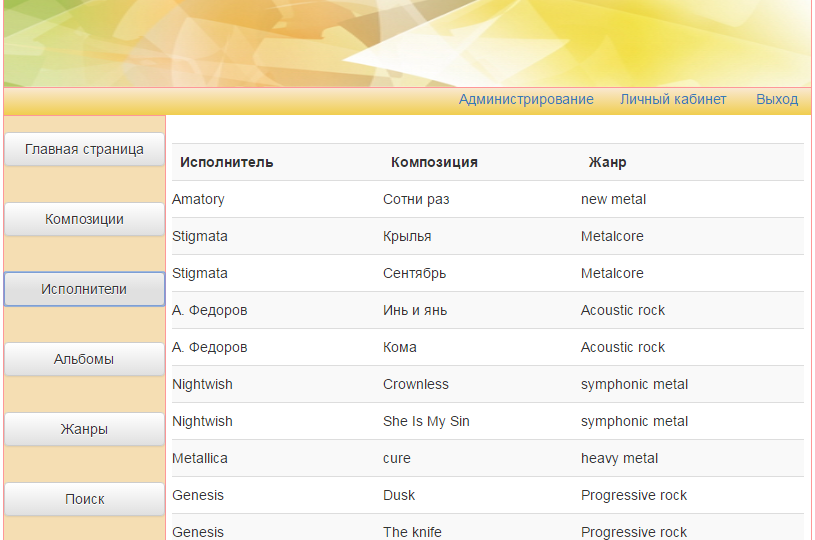 Администрирование Личный кабинет Выход
Главная страница
Композиции
Исполнители
Альбомы
Жанры
Поиск
Исполнитель Композиция Жанр
Amatory Сотни раз new metal
Stigmata Крылья Metalcore
Stigmata Сентябрь Metalcore
А. Федоров Инь и янь Acoustic rock
А. Федоров Кома Acoustic rock
Nightwish Crownless symphonic metal
Nightwish She Is My Sin symphonic metal
Metallica cure heavy metal
Genesis Dusk Progressive rock
Genesis The knife Progressive rock